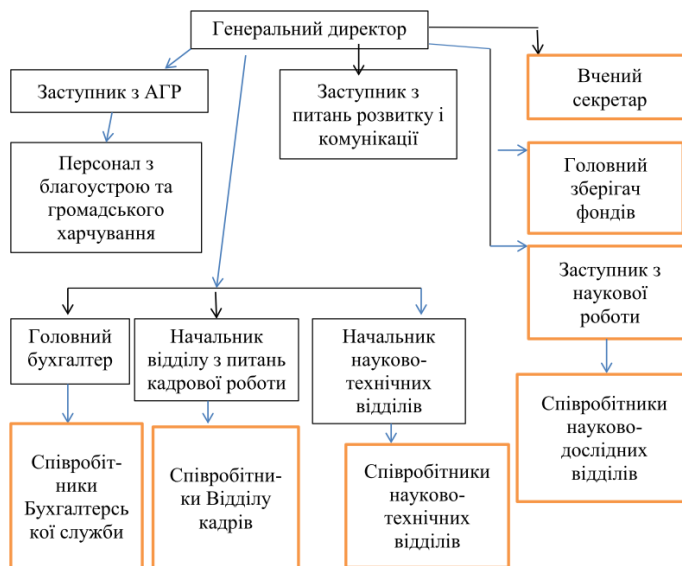 Генеральний директор
Заступник з АГР
Заступник з
питань розвитку і
комунікації
Вчений
секретар
Персонал з
благоустрою та
громадського
харчування
Головний
зберігач
фондів
Заступник з
наукової
роботи
Головний
бухгалтер
Начальник
відділу з питань
кадрової роботи
Начальник
науково-
технічних
відділів
Співробітники
науково-
дослідних
відділів
Співробіт-
ники
Бухгалтерсь
кої служби
Співробітни-
ки Відділу
кадрів
Співробітники
науково-
технічних
відділів